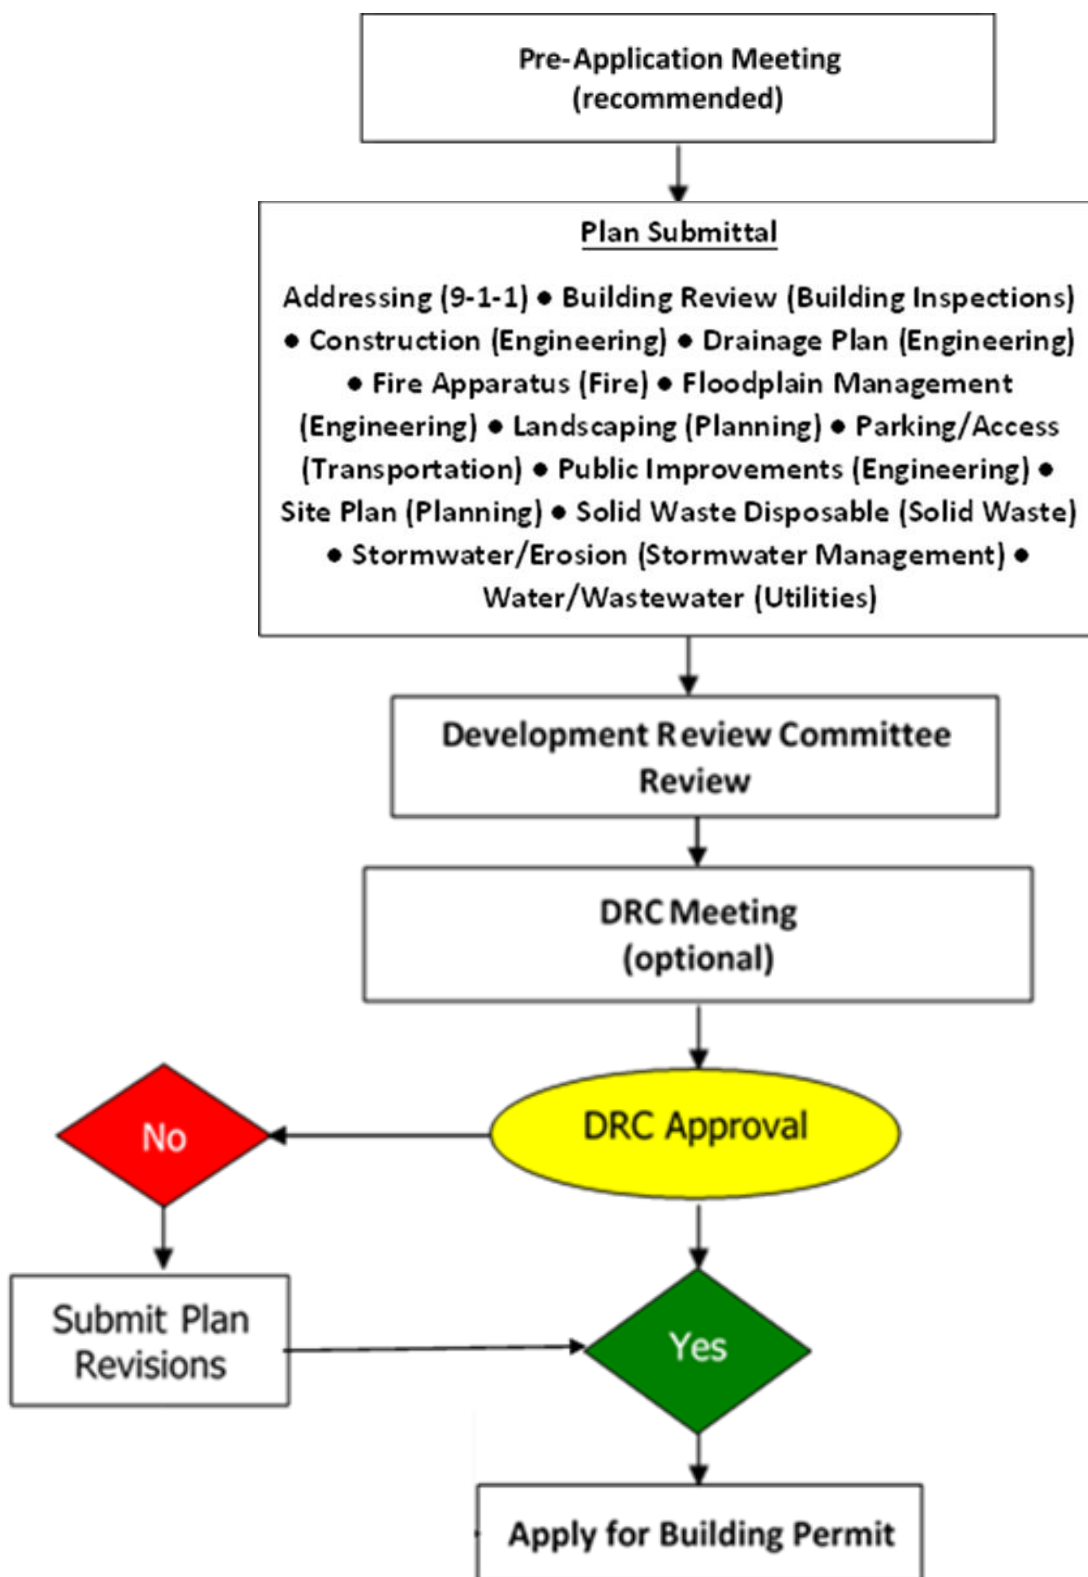 Pre-Application Meeting
(recommended)
Plan Submittal
Addressing (9-1-1) ● Building Review (Building Inspections)
● Construction (Engineering) ● Drainage Plan (Engineering)
● Fire Apparatus (Fire) ● Floodplain Management
(Engineering) ● Landscaping (Planning) ● Parking/Access
(Transportation) ● Public Improvements (Engineering) ●
Site Plan (Planning) ● Solid Waste Disposable (Solid Waste)
● Stormwater/Erosion (Stormwater Management) ●
Water/Wastewater (Utilities)
Development Review Committee
Review
DRC Meeting
(optional)
DRC Approval
No
Submit Plan
Revisions
Yes
Apply for Building Permit